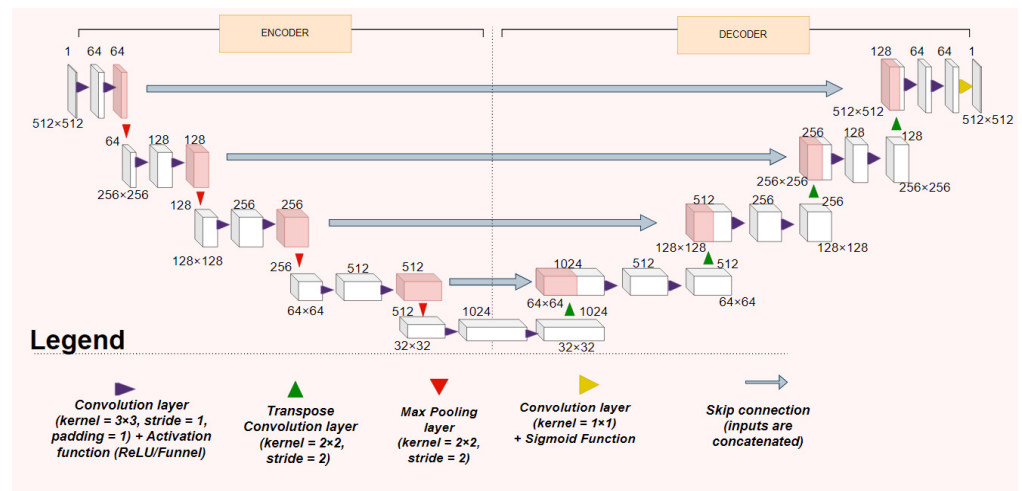 ENCODER
DECODER
1 64 64
128 64 64 1
512×512
512×512
512×512
64 128 128
256 128 128
256×256
256×256
256×256
128 256 256
512 256 256
128×128
128×128
128×128
256 512 512
1024 512 512
64×64
64×64
64×64
512 1024 1024
32×32
32×32
Legend
Convolution layer
(kernel = 3×3, stride = 1,
padding = 1) + Activation
function (ReLU/Funnel)
Transpose
Convolution layer
(kernel = 2×2,
stride = 2)
Max Pooling
layer
(kernel = 2×2,
stride = 2)
Convolution layer
(kernel = 1×1)
+ Sigmoid Function
Skip connection
(inputs are
concatenated)